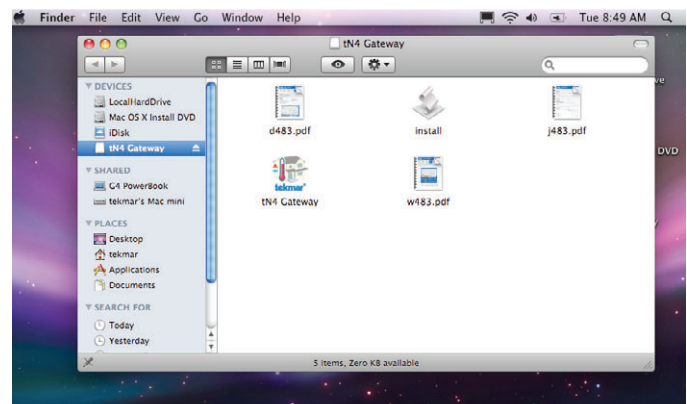 Finder File Edit View Go Window Help Tue 8:49 AM
tN4 Gateway
DEVICES
LocalHardDrive
Mac OS X Install DVD
iDisk
tN4 Gateway
SHARED
G4 PowerBook
tekmar's Mac mini
PLACES
Desktop
tekmar
Applications
Documents
SEARCH FOR
Today
Yesterday
d483.pdf install j483.pdf
tekmar
tN4 Gateway w483.pdf
5 items, Zero KB available
ve
DVD